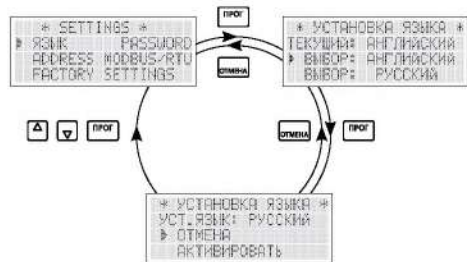 ПРОГ
* SETTINGS *
ЯЗЫК PASSWORD
ADDRESS MODBUS/RTU
FACTORY SETTINGS
* УСТАНОВКА ЯЗЫКА *
ТЕКУЩИЙ: АНГЛИЙСКИЙ
ВЫБОР: АНГЛИЙСКИЙ
ВЫБОР: РУССКИЙ
ОТМЕНА
ПРОГ
ОТМЕНА
ПРОГ
* УСТАНОВКА ЯЗЫКА *
УСТ.ЯЗЫК: РУССКИЙ
ОТМЕНА
АКТИВИРОВАТЬ